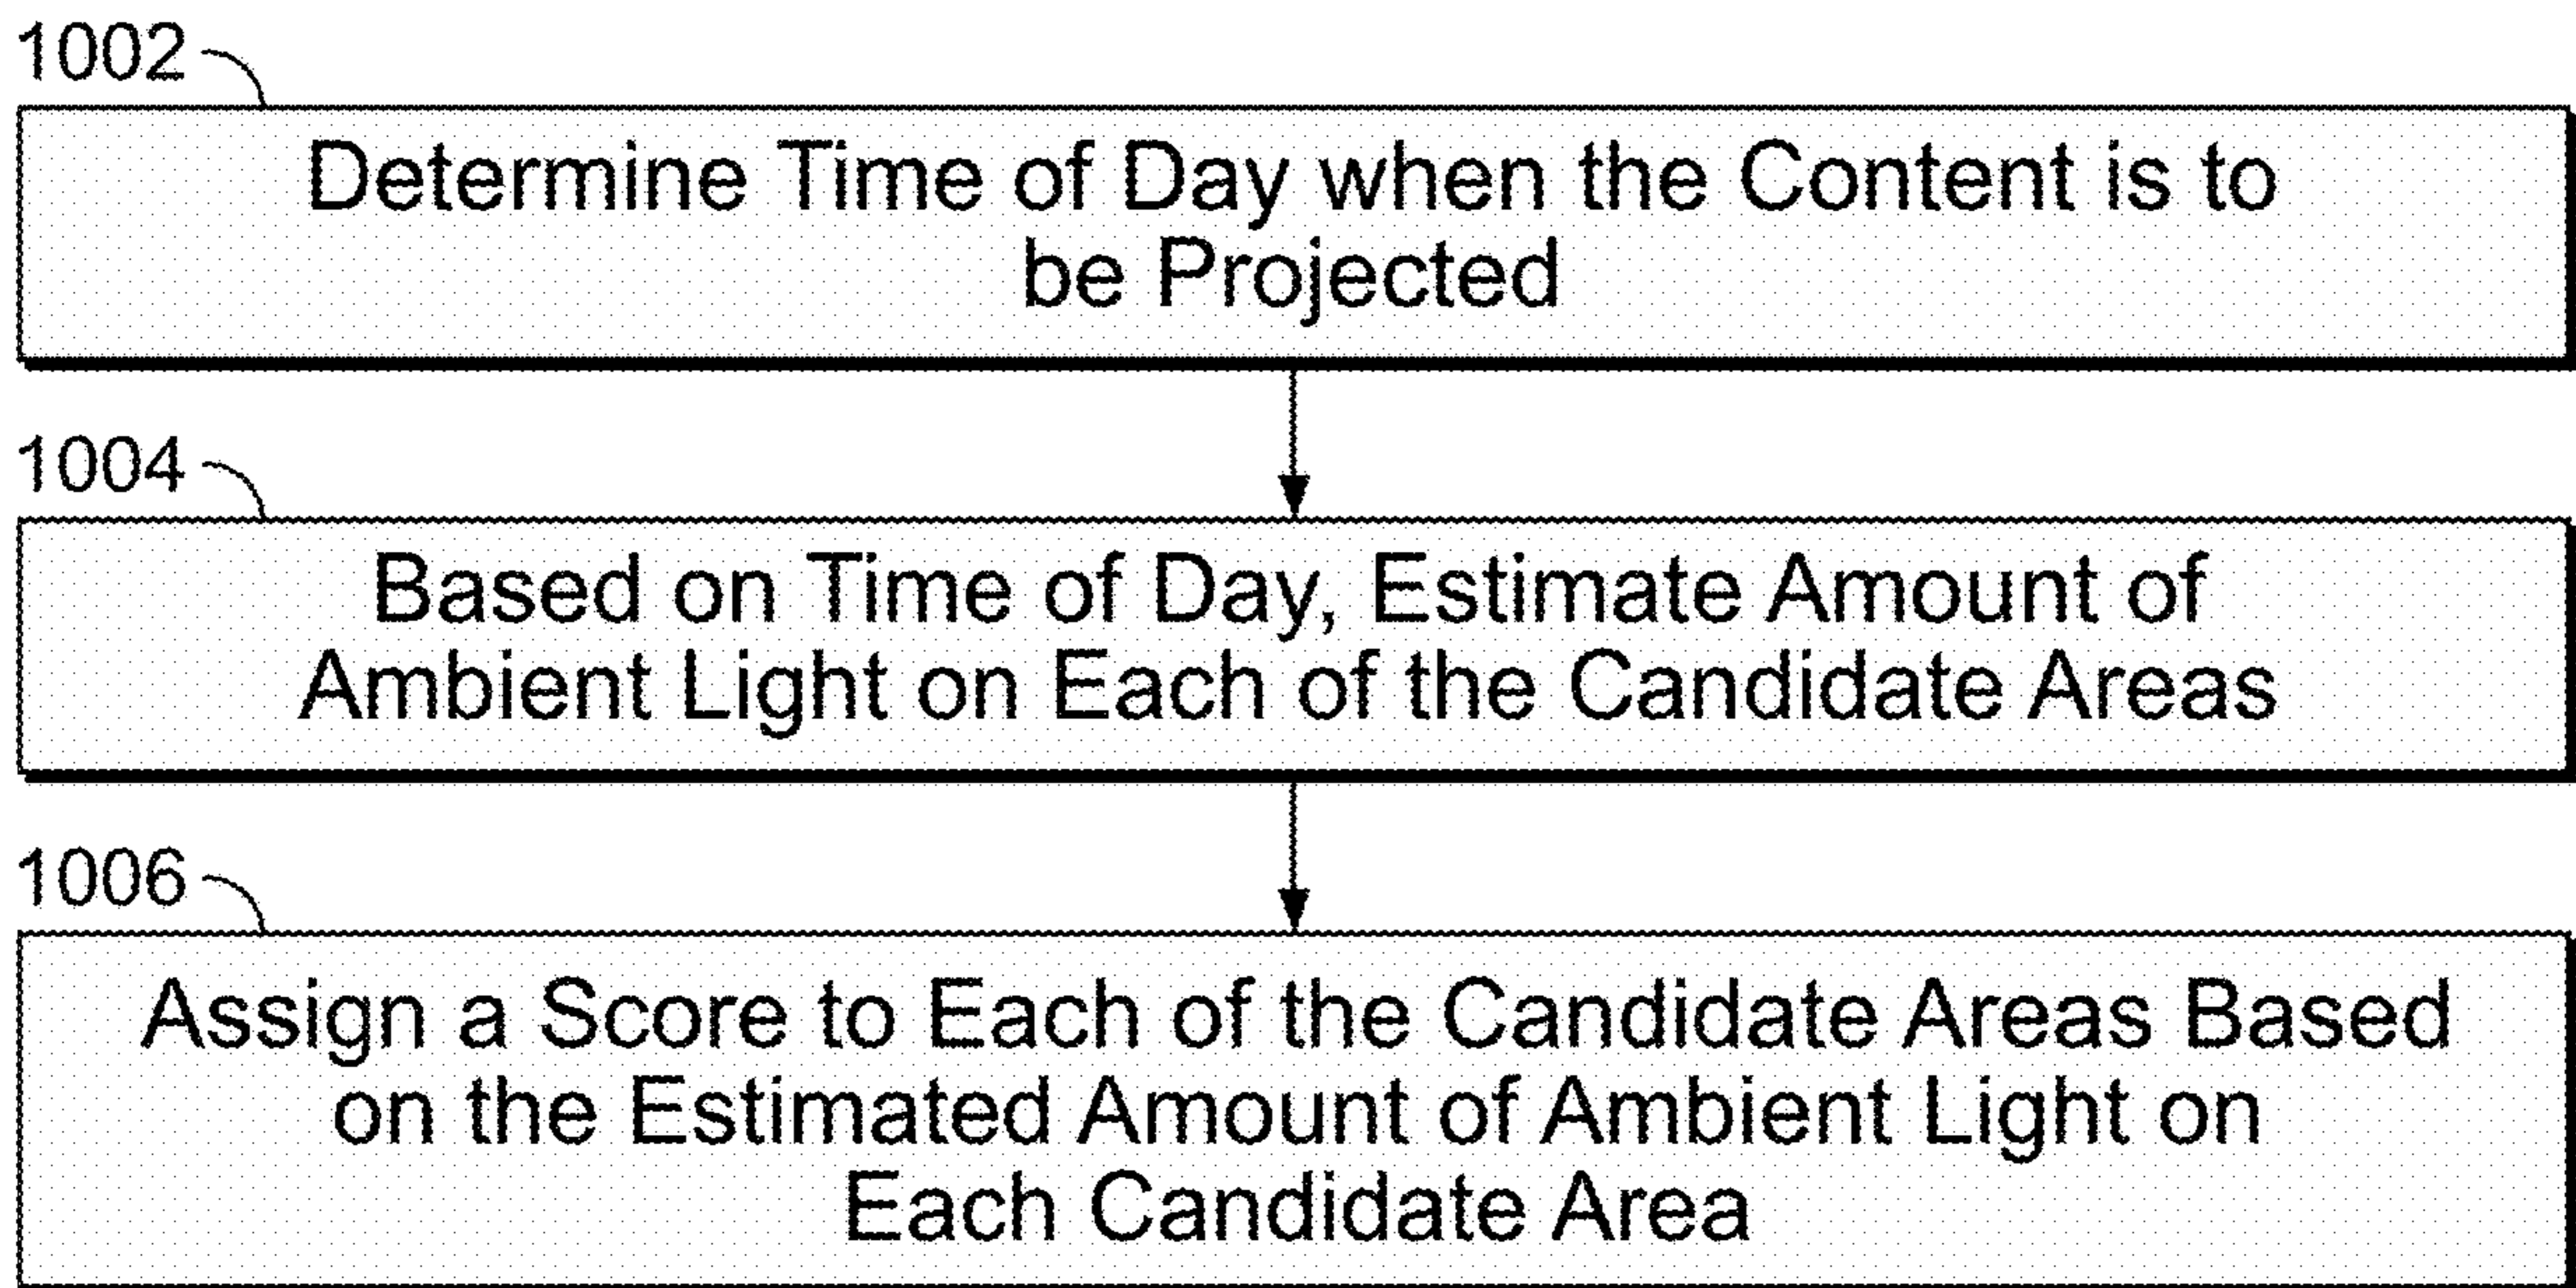 1002
Determine Time of Day when the Content is to
be Projected
1004
Based on Time of Day, Estimate Amount of
Ambient Light on Each of the Candidate Areas
1006
Assign a Score to Each of the Candidate Areas Based
on the Estimated Amount of Ambient Light on
Each Candidate Area